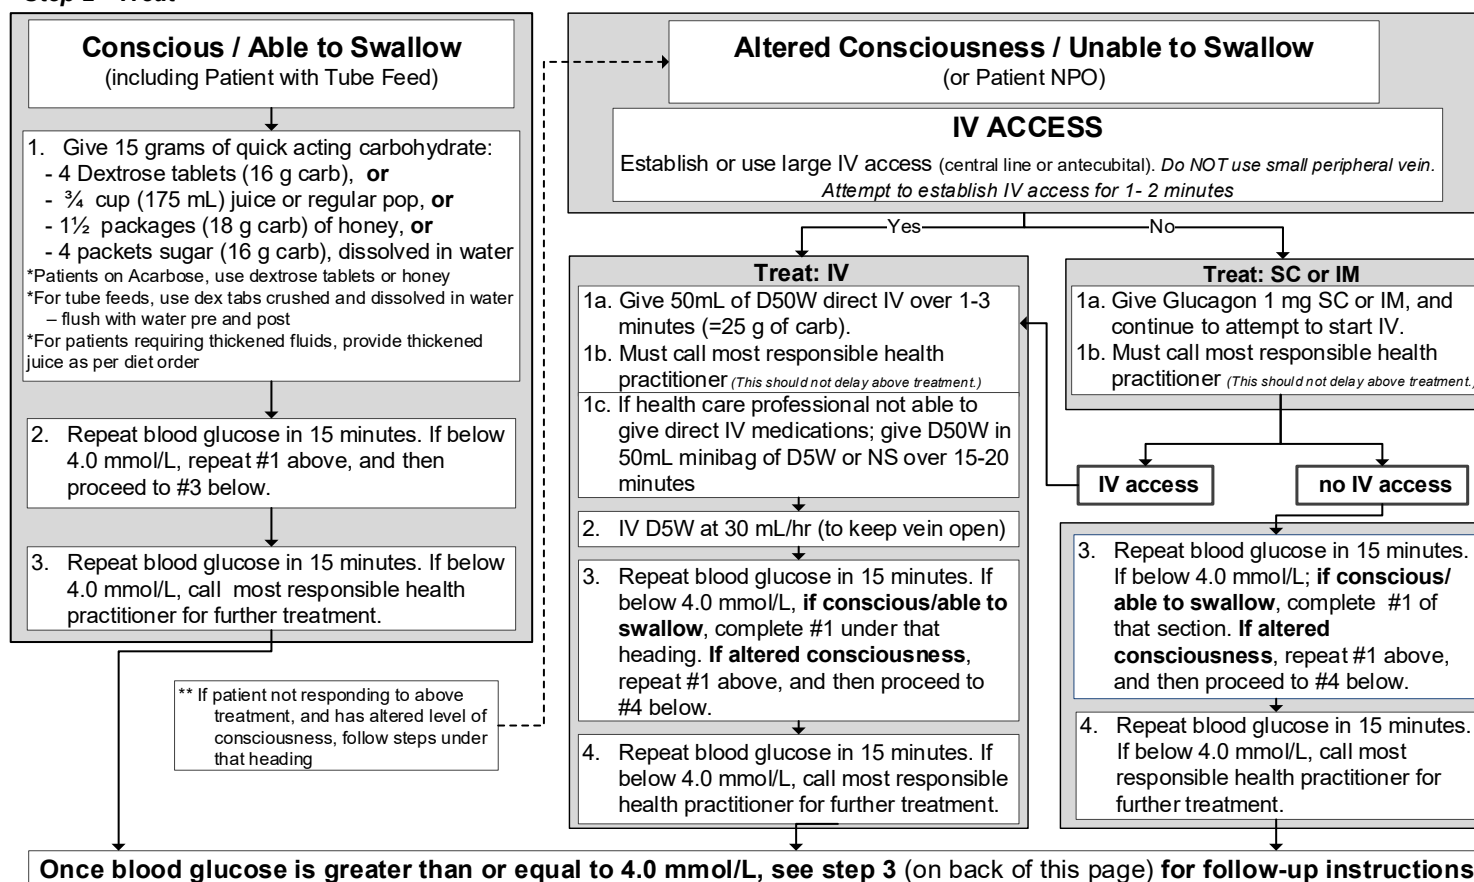 Conscious / Able to Swallow
(including Patient with Tube Feed)
1. Give 15 grams of quick acting carbohydrate:
- 4 Dextrose tablets (16 g carb), or
- ¾ cup (175 mL) juice or regular pop, or
- 1½ packages (18 g carb) of honey, or
- 4 packets sugar (16 g carb), dissolved in water
*Patients on Acarbose, use dextrose tablets or honey
*For tube feeds, use dex tabs crushed and dissolved in water
– flush with water pre and post
*For patients requiring thickened fluids, provide thickened
juice as per diet order
2. Repeat blood glucose in 15 minutes. If below
4.0 mmol/L, repeat #1 above, and then
proceed to #3 below.
3. Repeat blood glucose in 15 minutes. If below
4.0 mmol/L, call most responsible health
practitioner for further treatment.
** If patient not responding to above
treatment, and has altered level of
consciousness, follow steps under
that heading
Altered Consciousness / Unable to Swallow
(or Patient NPO)
IV ACCESS
Establish or use large IV access (central line or antecubital). Do NOT use small peripheral vein.
Attempt to establish IV access for 1- 2 minutes
Yes
No
Treat: IV
1a. Give 50mL of D50W direct IV over 1-3
minutes (=25 g of carb).
1b. Must call most responsible health
practitioner (This should not delay above treatment.)
1c. If health care professional not able to
give direct IV medications; give D50W in
50mL minibag of D5W or NS over 15-20
minutes
2. IV D5W at 30 mL/hr (to keep vein open)
3. Repeat blood glucose in 15 minutes. If
below 4.0 mmol/L, if conscious/able to
swallow, complete #1 under that
heading. If altered consciousness,
repeat #1 above, and then proceed to
#4 below.
4. Repeat blood glucose in 15 minutes. If
below 4.0 mmol/L, call most responsible
health practitioner for further treatment.
Treat: SC or IM
1a. Give Glucagon 1 mg SC or IM, and
continue to attempt to start IV.
1b. Must call most responsible health
practitioner (This should not delay above treatment.)
IV access
no IV access
3. Repeat blood glucose in 15 minutes.
If below 4.0 mmol/L; if conscious/
able to swallow, complete #1 of
that section. If altered
consciousness, repeat #1 above,
and then proceed to #4 below.
4. Repeat blood glucose in 15 minutes.
If below 4.0 mmol/L, call most
responsible health practitioner for
further treatment.
Once blood glucose is greater than or equal to 4.0 mmol/L, see step 3 (on back of this page) for follow-up instructions